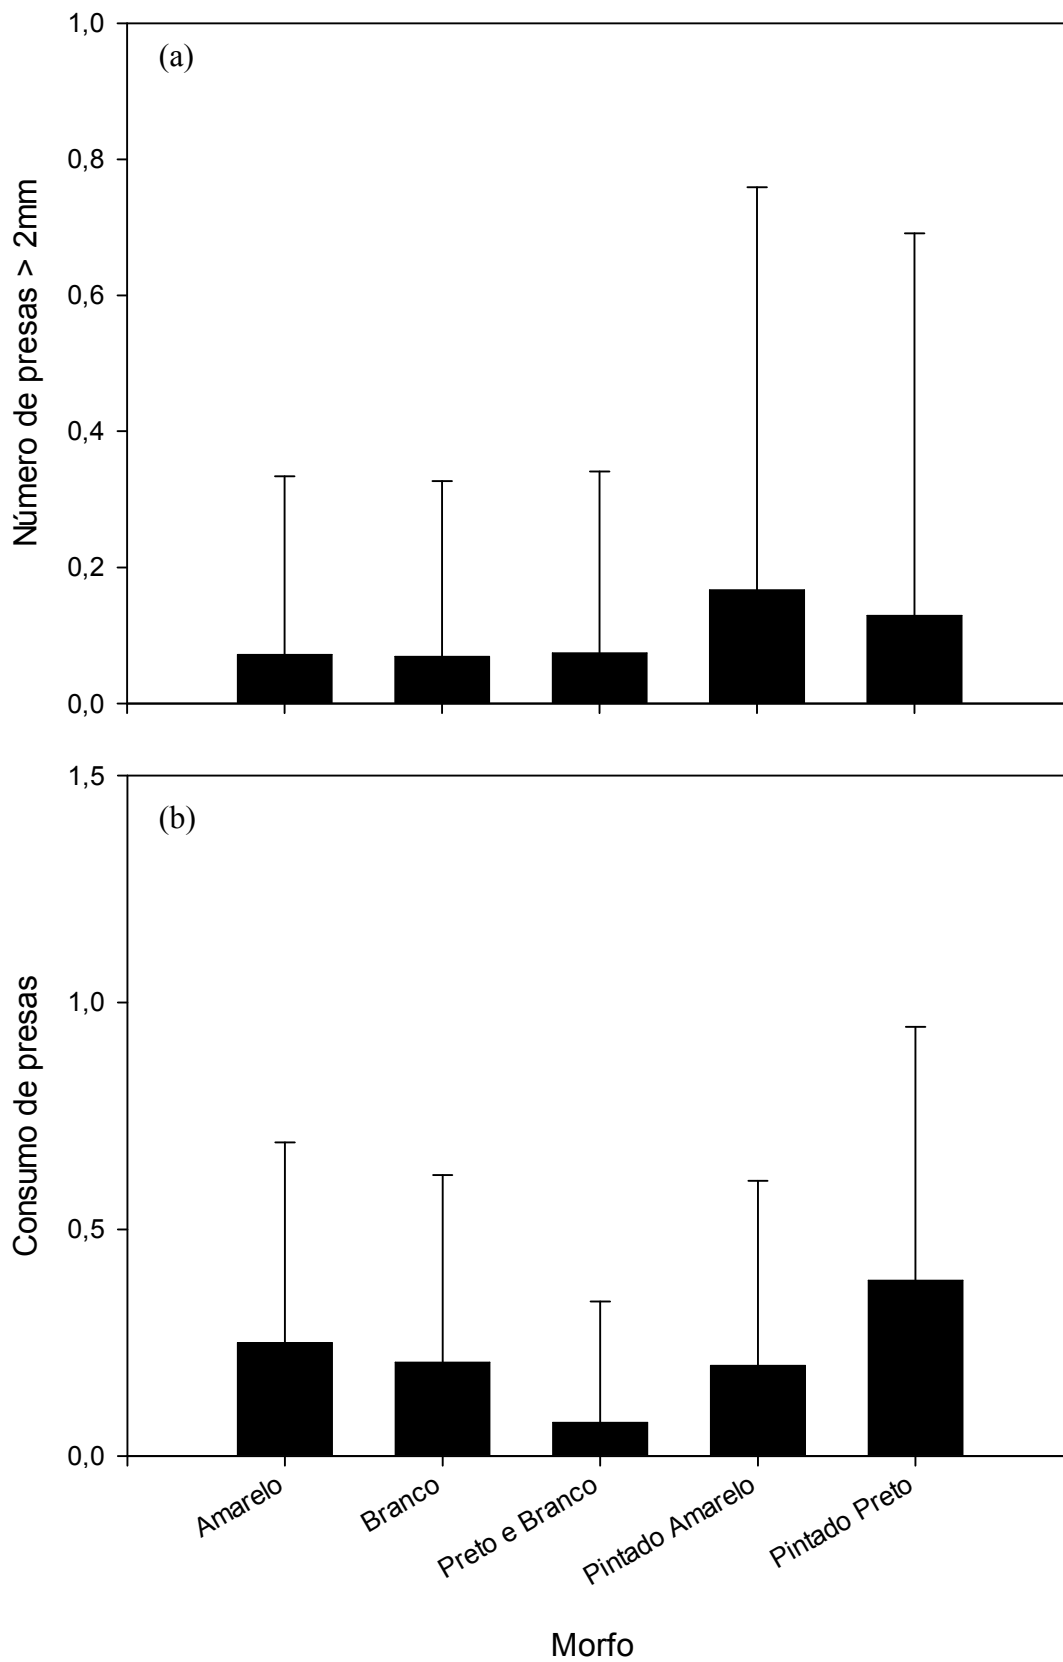 1,0
(a)
0,8
0,6
0,4
0,2
0,0
Número de presas > 2mm
1,5
(b)
1,0
0,5
0,0
Consumo de presas
Amarelo
Branco
Preto e Branco
Pintado Amarelo
Pintado Preto
Morfo